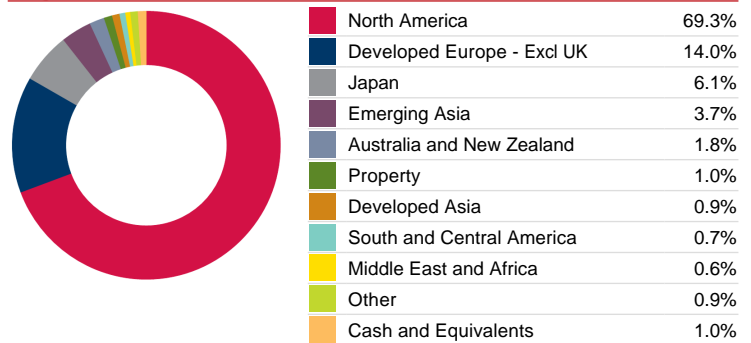 North America 69.3%
Developed Europe - Excl UK 14.0%
Japan 6.1%
Emerging Asia 3.7%
Australia and New Zealand 1.8%
Property 1.0%
Developed Asia 0.9%
South and Central America 0.7%
Middle East and Africa 0.6%
Other 0.9%
Cash and Equivalents 1.0%